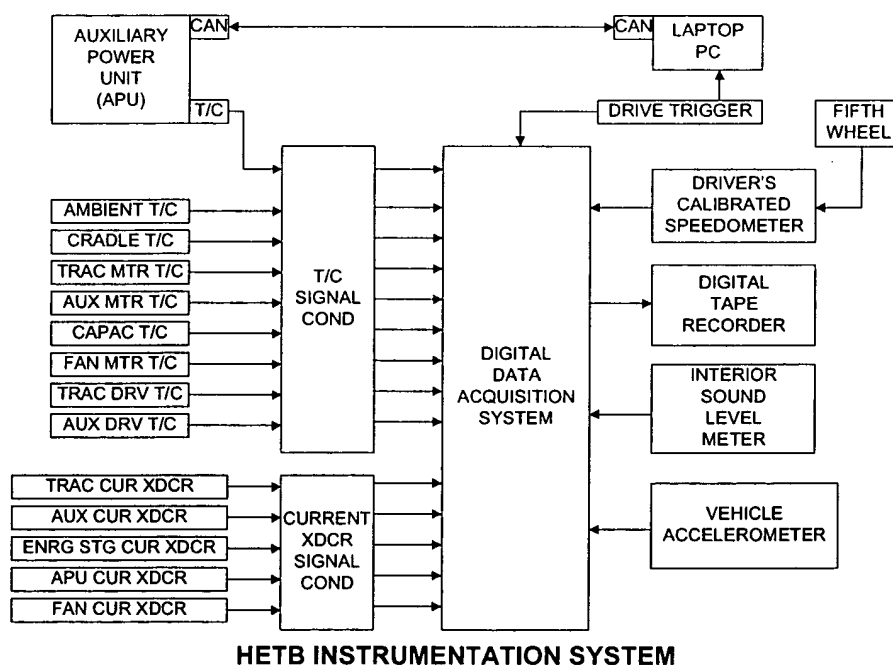 AUXILIARY
POWER
UNIT
(APU)
CAN
T/C
CAN
LAPTOP
PC
DRIVE TRIGGER
FIFTH
WHEEL
AMBIENT T/C
CRADLE T/C
TRAC MTR T/C
AUX MTR T/C
CAPAC T/C
FAN MTR T/C
TRAC DRV T/C
AUX DRV T/C
T/C
SIGNAL
COND
TRAC CUR XDCR
AUX CUR XDCR
ENRG STG CUR XDCR
APU CUR XDCR
FAN CUR XDCR
CURRENT
XDCR
SIGNAL
COND
DIGITAL
DATA
ACQUISITION
SYSTEM
DRIVER'S
CALIBRATED
SPEEDOMETER
DIGITAL
TAPE
RECORDER
INTERIOR
SOUND
LEVEL
METER
VEHICLE
ACCELEROMETER
HETB INSTRUMENTATION SYSTEM